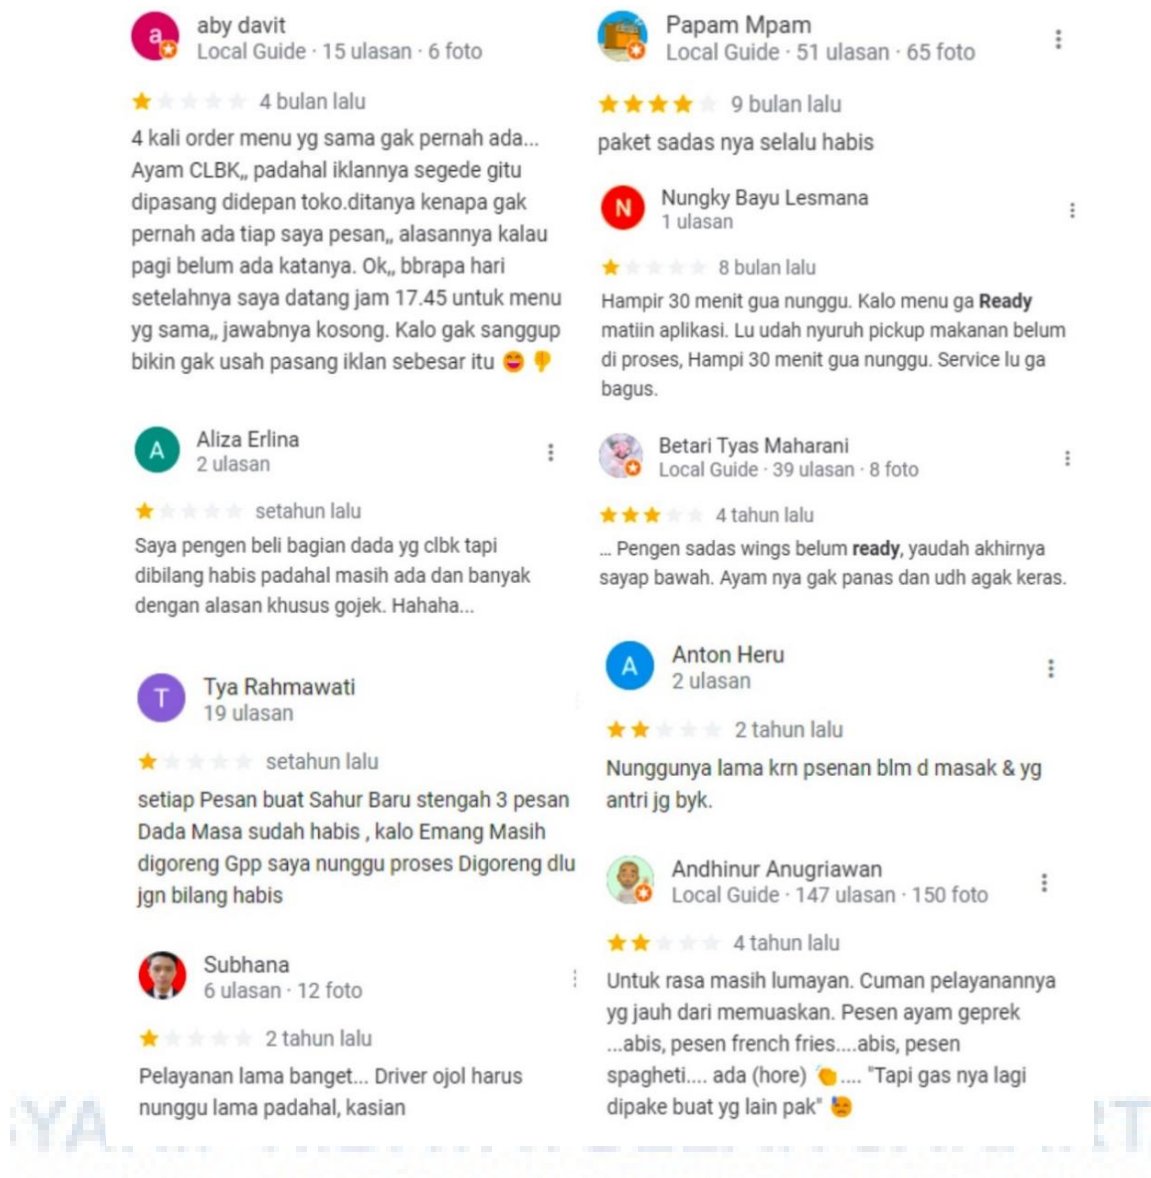 aby davit
Local Guide · 15 ulasan · 6 foto
4 bulan lalu
4 kali order menu yg sama gak pernah ada...
Ayam CLBK,, padahal iklannya segede gitu
dipasang didepan toko.ditanya kenapa gak
pernah ada tiap saya pesan,, alasannya kalau
pagi belum ada katanya. Ok,, bbrapa hari
setelahnya saya datang jam 17.45 untuk menu
yg sama,, jawabnya kosong. Kalo gak sanggup
bikin gak usah pasang iklan sebesar itu 😄 👎
A
Aliza Erlina
2 ulasan
setahun lalu
Saya pengen beli bagian dada yg clbk tapi
dibilang habis padahal masih ada dan banyak
dengan alasan khusus gojek. Hahaha...
T
Tya Rahmawati
19 ulasan
setahun lalu
setiap Pesan buat Sahur Baru stengah 3 pesan
Dada Masa sudah habis , kalo Emang Masih
digoreng Gpp saya nunggu proses Digoreng dlu
jgn bilang habis
Subhana
6 ulasan · 12 foto
2 tahun lalu
Pelayanan lama banget... Driver ojol harus
nunggu lama padahal, kasian
Papam Mpam
Local Guide · 51 ulasan · 65 foto
9 bulan lalu
paket sadas nya selalu habis
N
Nungky Bayu Lesmana
1 ulasan
8 bulan lalu
Hampir 30 menit gua nunggu. Kalo menu ga Ready
matiin aplikasi. Lu udah nyuruh pickup makanan belum
di proses, Hampi 30 menit gua nunggu. Service lu ga
bagus.
Betari Tyas Maharani
Local Guide · 39 ulasan · 8 foto
4 tahun lalu
... Pengen sadas wings belum ready, yaudah akhirnya
sayap bawah. Ayam nya gak panas dan udh agak keras.
A
Anton Heru
2 ulasan
2 tahun lalu
Nunggunya lama krn psenan blm d masak & yg
antri jg byk.
Andhinur Anugriawan
Local Guide · 147 ulasan · 150 foto
4 tahun lalu
Untuk rasa masih lumayan. Cuman pelayanannya
yg jauh dari memuaskan. Pesen ayam geprek
...abis, pesen french fries....abis, pesen
spagheti.... ada (hore) 👏.... "Tapi gas nya lagi
dipake buat yg lain pak" 😓